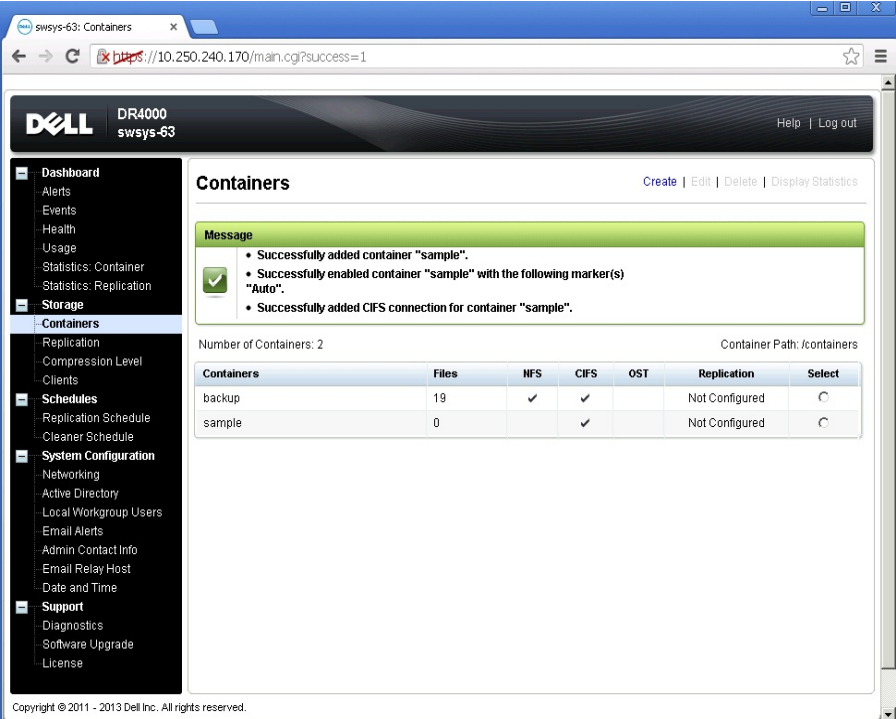 swsys-63: Containers
https://10.250.240.170/main.cgi?success=1
DELL
DR4000
swsys-63
Help | Log out
Dashboard
Alerts
Events
Health
Usage
Statistics: Container
Statistics: Replication
Storage
Containers
Replication
Compression Level
Clients
Schedules
Replication Schedule
Cleaner Schedule
System Configuration
Networking
Active Directory
Local Workgroup Users
Email Alerts
Admin Contact Info
Email Relay Host
Date and Time
Support
Diagnostics
Software Upgrade
License
Containers
Create | Edit | Delete | Display Statistics
Message
• Successfully added container "sample".
• Successfully enabled container "sample" with the following marker(s)
"Auto".
• Successfully added CIFS connection for container "sample".
Number of Containers: 2 Container Path: /containers
Containers Files NFS CIFS OST Replication Select
backup 19 ✓ ✓ Not Configured
sample 0 ✓ Not Configured
Copyright © 2011 - 2013 Dell Inc. All rights reserved.